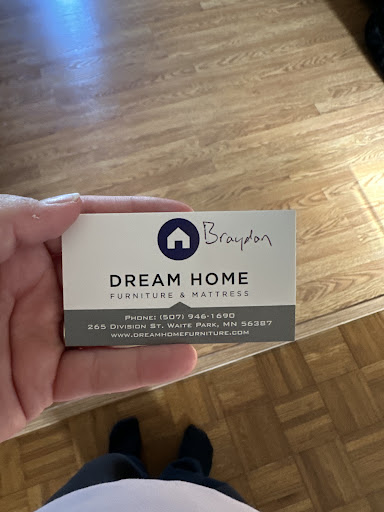 Braydon
DREAM HOME
FURNITURE & MATTRESS
PHONE: (507) 946-1690
265 DIVISION ST. WAITE PARK, MN 56387
WWW.DREAMHOMEFURNITURE.COM